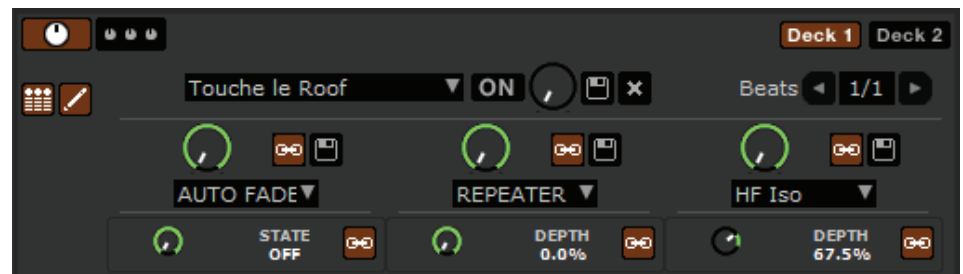 Deck 1 Deck 2
Touche le Roof ON Beats 1/1
AUTO FADE REPEATER HF Iso
STATE DEPTH DEPTH
OFF 0.0% 67.5%